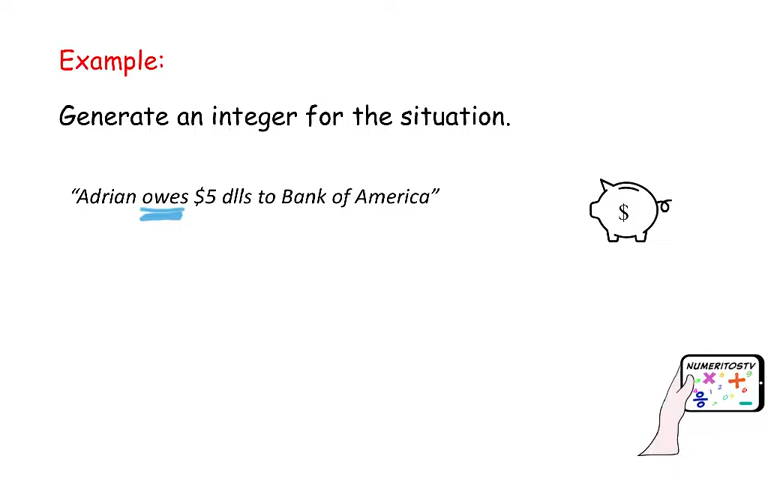 Example:
Generate an integer for the situation.
“Adrian owes $5 dlls to Bank of America”
$
NUMERITOSTV